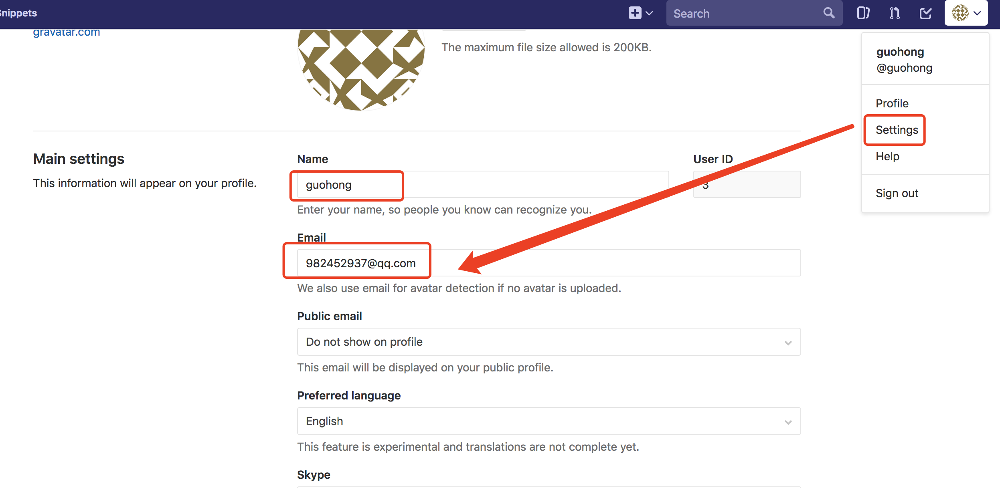 Snippets
Search
gravatar.com
The maximum file size allowed is 200KB.
guohong
@guohong
Profile
Settings
Help
Sign out
Main settings
This information will appear on your profile.
Name
guohong
Enter your name, so people you know can recognize you.
User ID
3
Email
982452937@qq.com
We also use email for avatar detection if no avatar is uploaded.
Public email
Do not show on profile
This email will be displayed on your public profile.
Preferred language
English
This feature is experimental and translations are not complete yet.
Skype